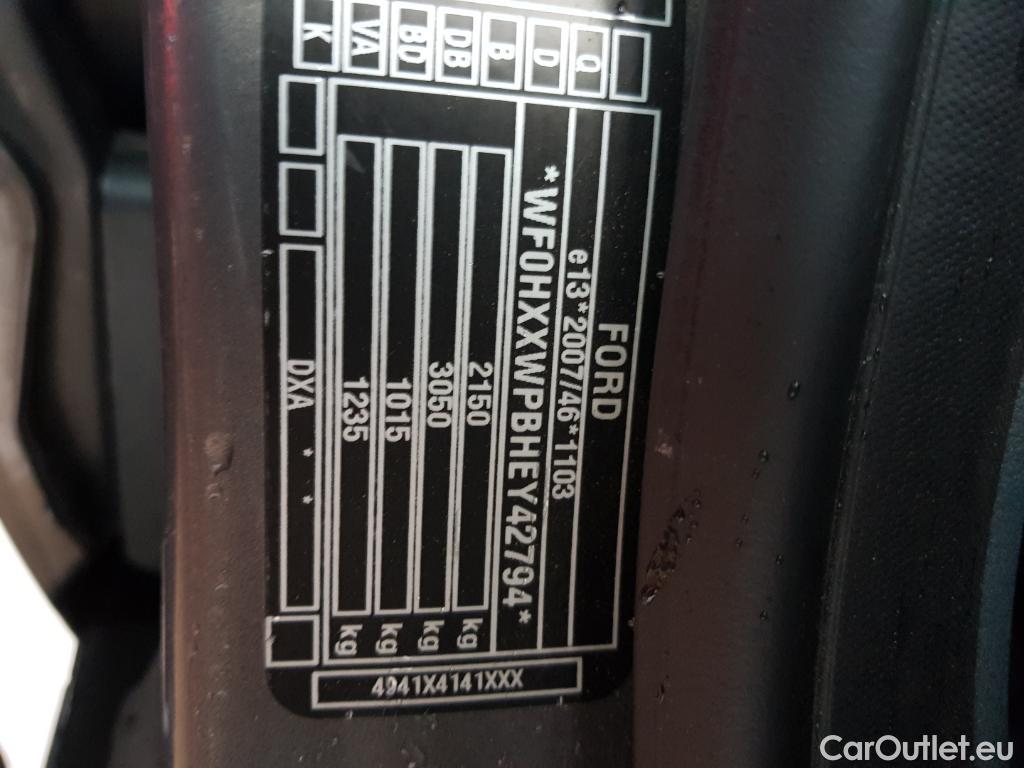 FORD
e13*2007/46*1103
*WF0HXXWPBHEY42794*
2150 kg
3050 kg
1015 kg
1235 kg
DXA * *
Q
D
B
DB
BD
VA
K
4941X4141XXX
CarOutlet.eu